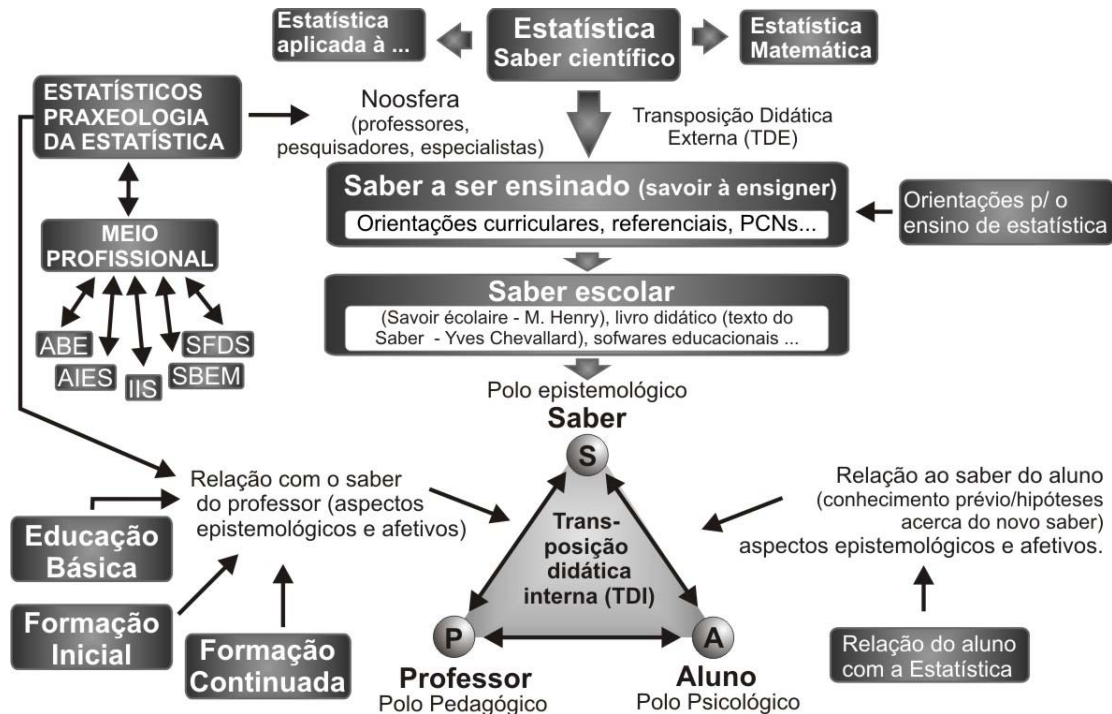 Estatística
aplicada à ...
Estatística
Saber científico
Estatística
Matemática
ESTATÍSTICOS
PRAXEOLOGIA
DA ESTATÍSTICA
Noosfera
(professores,
pesquisadores, especialistas)
Transposição Didática
Externa (TDE)
Saber a ser ensinado (savoir à ensigner)
Orientações curriculares, referenciais, PCNs...
Orientações p/ o
ensino de estatística
MEIO
PROFISSIONAL
ABE
AIES
IIS
SBEM
SFDS
Saber escolar
(Savoir écolaire - M. Henry), livro didático (texto do
Saber - Yves Chevallard), sofwares educacionais ...
Polo epistemológico
Saber
S
Relação com o saber
do professor (aspectos
epistemológicos e afetivos)
Trans-
posição
didática
interna (TDI)
Relação ao saber do aluno
(conhecimento prévio/hipóteses
acerca do novo saber)
aspectos epistemológicos e afetivos.
Educação
Básica
Formação
Inicial
Formação
Continuada
P
Professor
Polo Pedagógico
A
Aluno
Polo Psicológico
Relação do aluno
com a Estatística